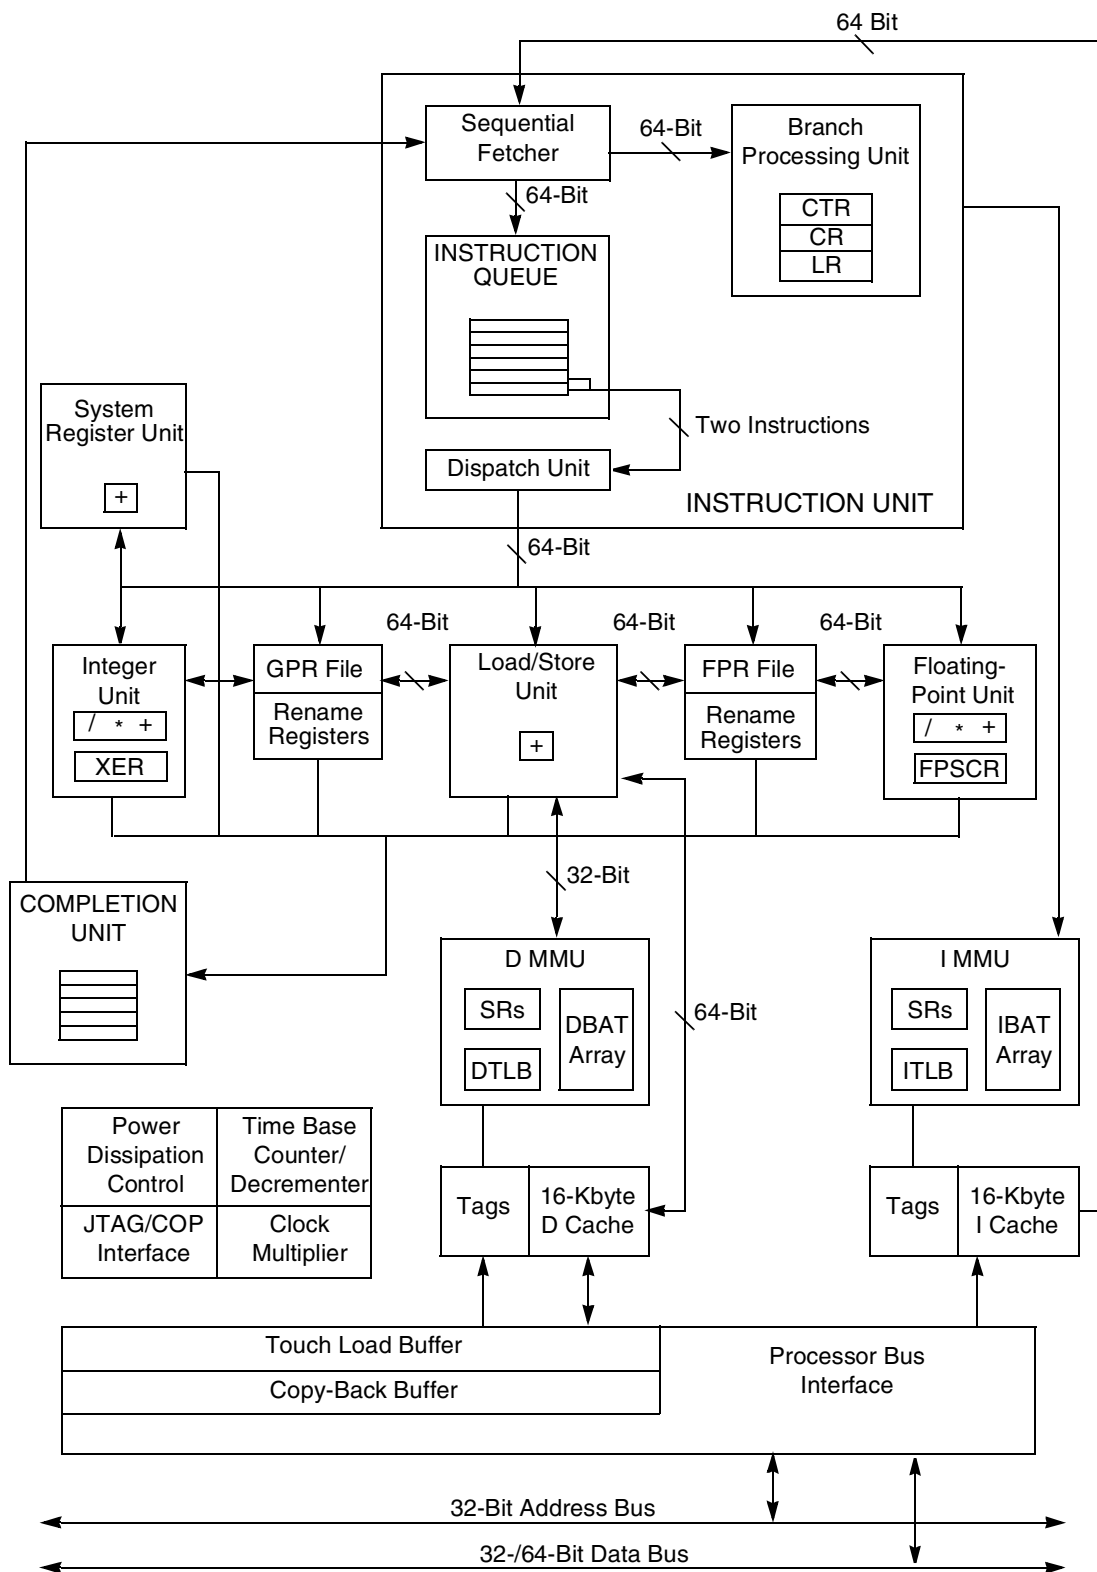 64 Bit
Sequential
Fetcher
64-Bit
Branch
Processing Unit
CTR
CR
LR
64-Bit
INSTRUCTION
QUEUE
Two Instructions
Dispatch Unit
INSTRUCTION UNIT
System
Register Unit
+
64-Bit
64-Bit
64-Bit
64-Bit
Integer
Unit
/ * +
XER
GPR File
Rename
Registers
Load/Store
Unit
+
FPR File
Rename
Registers
Floating-
Point Unit
/ * +
FPSCR
32-Bit
COMPLETION
UNIT
D MMU
SRs
DTLB
DBAT
Array
64-Bit
I MMU
SRs
ITLB
IBAT
Array
Power
Dissipation
Control
Time Base
Counter/
Decrementer
JTAG/COP
Interface
Clock
Multiplier
Tags
16-Kbyte
D Cache
Tags
16-Kbyte
I Cache
Touch Load Buffer
Copy-Back Buffer
Processor Bus
Interface
32-Bit Address Bus
32-/64-Bit Data Bus